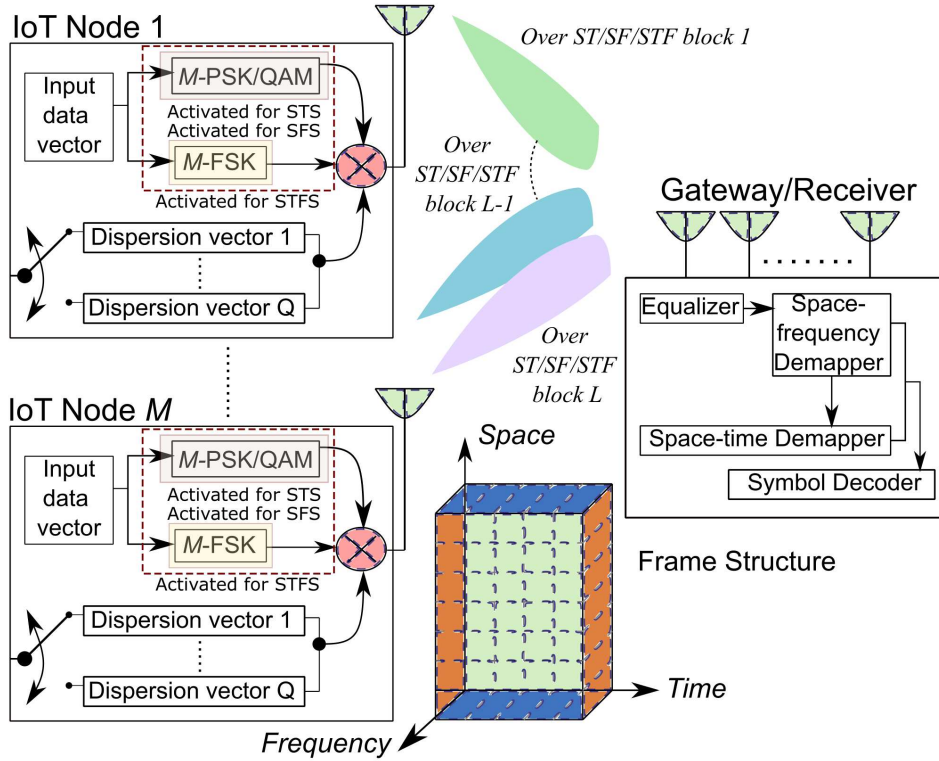 IoT Node 1
Input
data
vector
M-PSK/QAM
Activated for STS
Activated for SFS
M-FSK
Activated for STFS
Dispersion vector 1
Dispersion vector Q
Over ST/SF/STF block 1
Over
ST/SF/STF
block L-1
Over
ST/SF/STF
block L
Gateway/Receiver
Equalizer
Space-
frequency
Demapper
Space-time Demapper
Symbol Decoder
IoT Node M
Input
data
vector
M-PSK/QAM
Activated for STS
Activated for SFS
M-FSK
Activated for STFS
Dispersion vector 1
Dispersion vector Q
Space
Frame Structure
Time
Frequency